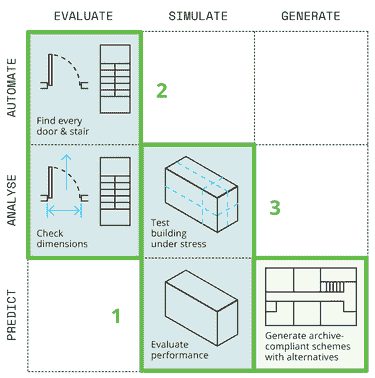 EVALUATE SIMULATE GENERATE
AUTOMATE
Find every
door & stair
2
ANALYSE
Check
dimensions
Test
building
under stress
3
PREDICT
1
Evaluate
performance
Generate archive-
compliant schemes
with alternatives